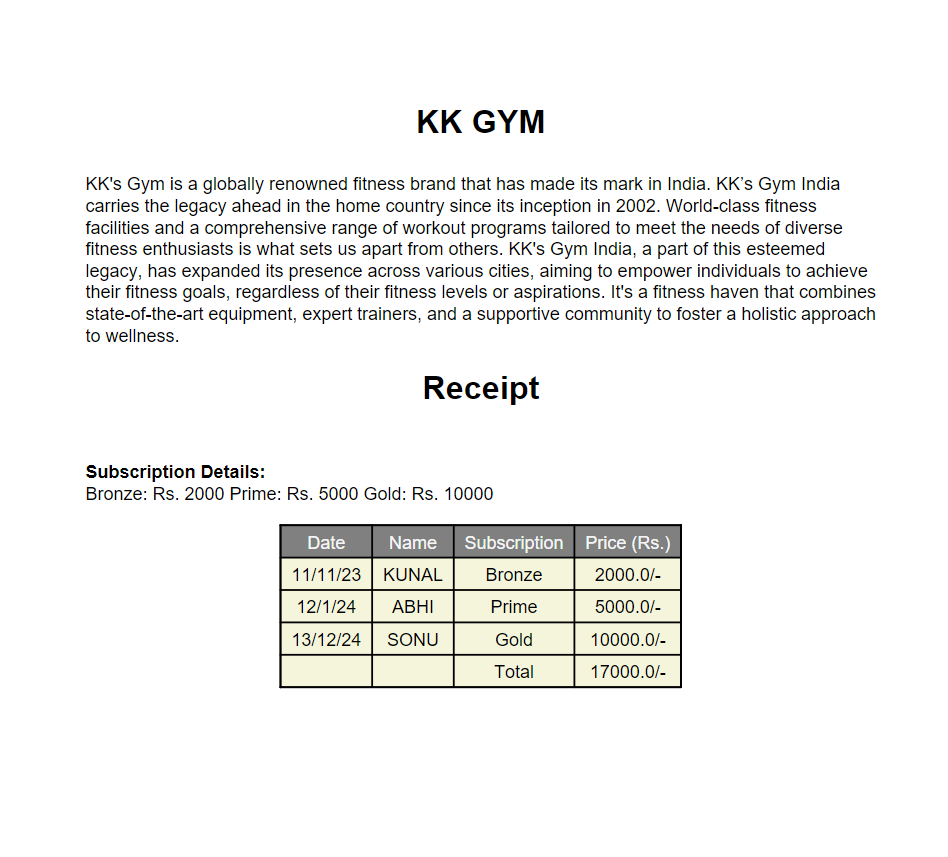 KK GYM
KK's Gym is a globally renowned fitness brand that has made its mark in India. KK’s Gym India
carries the legacy ahead in the home country since its inception in 2002. World-class fitness
facilities and a comprehensive range of workout programs tailored to meet the needs of diverse
fitness enthusiasts is what sets us apart from others. KK's Gym India, a part of this esteemed
legacy, has expanded its presence across various cities, aiming to empower individuals to achieve
their fitness goals, regardless of their fitness levels or aspirations. It's a fitness haven that combines
state-of-the-art equipment, expert trainers, and a supportive community to foster a holistic approach
to wellness.
Receipt
Subscription Details:
Bronze: Rs. 2000 Prime: Rs. 5000 Gold: Rs. 10000
Date Name Subscription Price (Rs.)
11/11/23 KUNAL Bronze 2000.0/-
12/1/24 ABHI Prime 5000.0/-
13/12/24 SONU Gold 10000.0/-
Total 17000.0/-